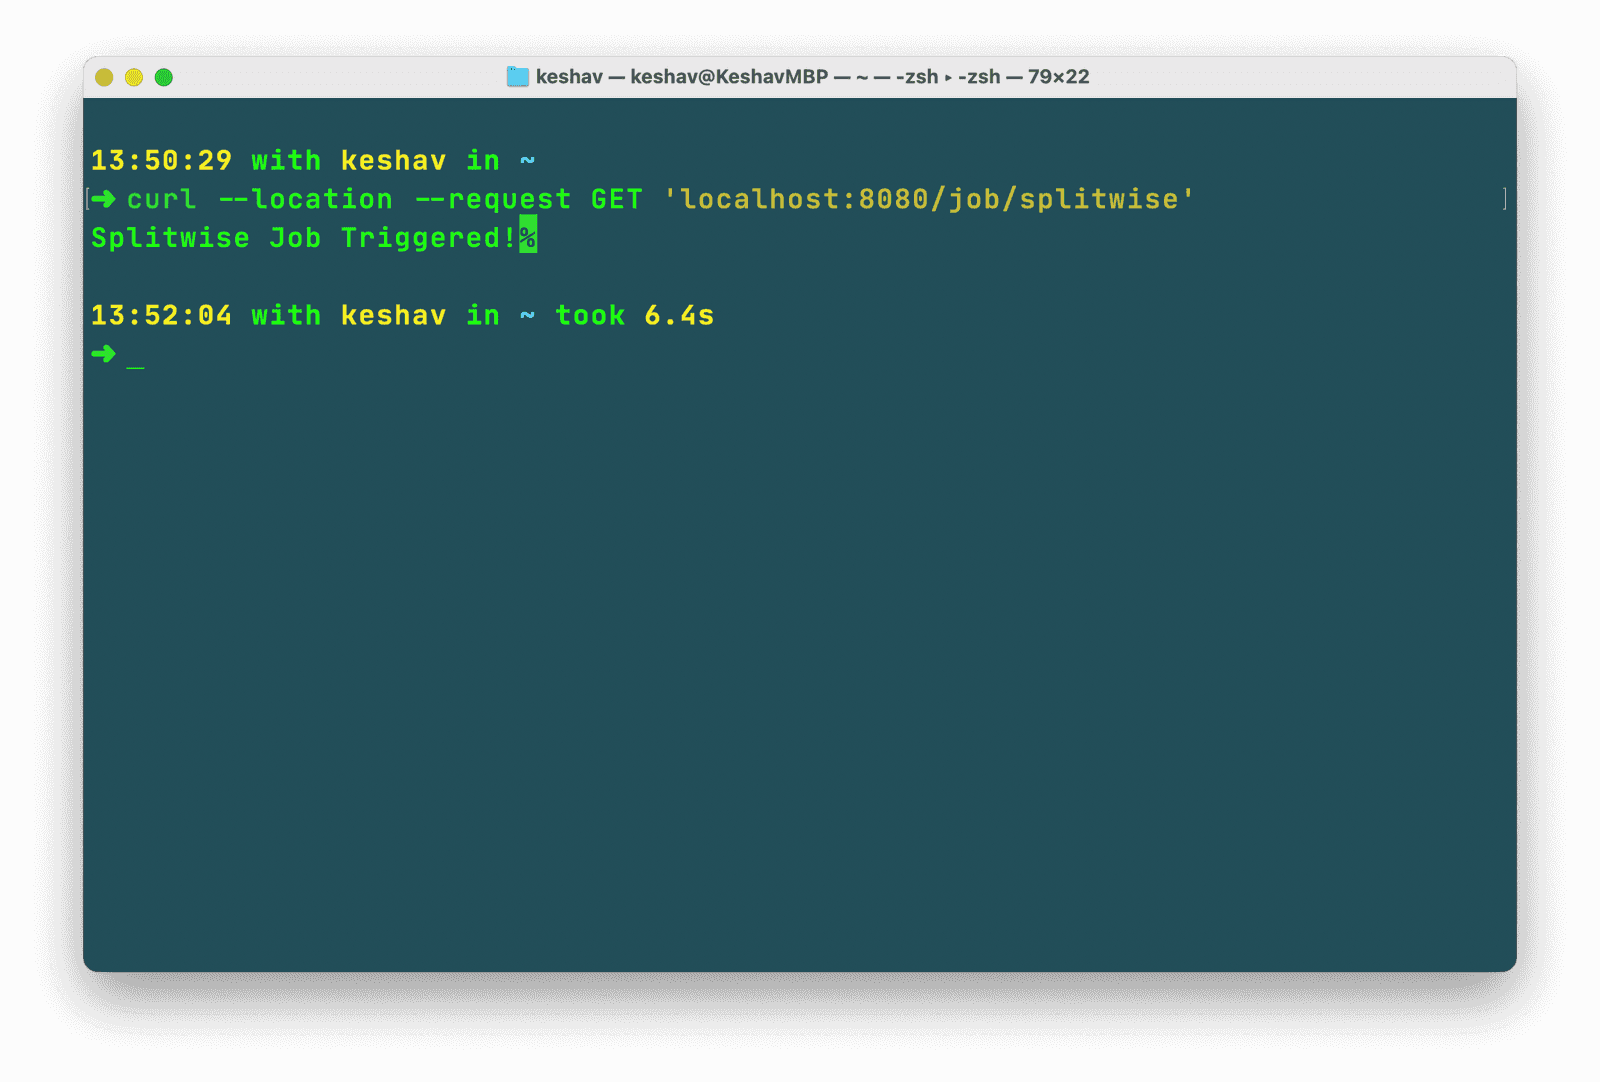 keshav — keshav@KeshavMBP — ~ — -zsh ▸ -zsh — 79×22
13:50:29 with keshav in ~
[➜ curl --location --request GET 'localhost:8080/job/splitwise' ]
Splitwise Job Triggered!%
13:52:04 with keshav in ~ took 6.4s
➜ _